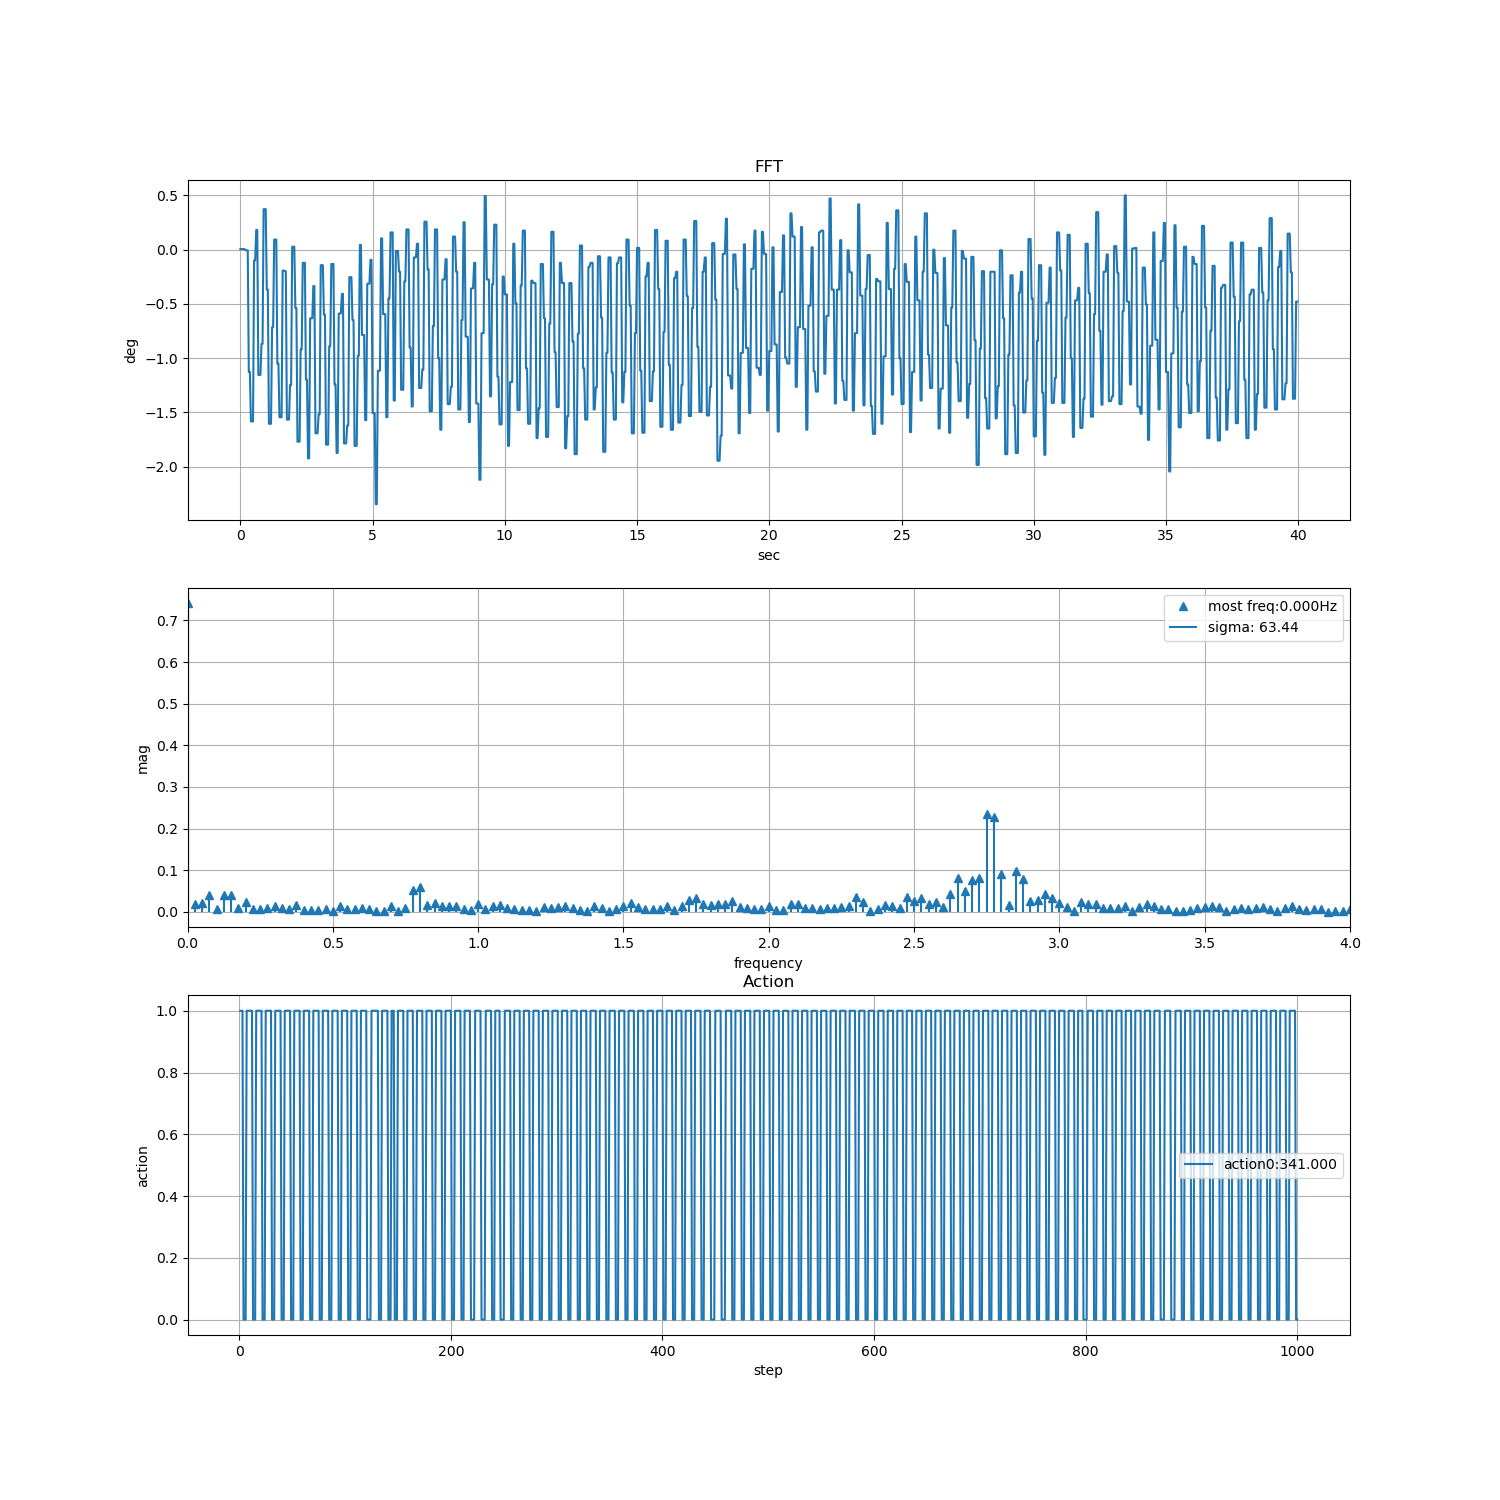 FFT
0.5
0.0
−0.5
−1.0
−1.5
−2.0
deg
0 5 10 15 20 25 30 35 40
sec
0.7
0.6
0.5
0.4
0.3
0.2
0.1
0.0
mag
most freq:0.000Hz
sigma: 63.44
0.0 0.5 1.0 1.5 2.0 2.5 3.0 3.5 4.0
frequency
Action
1.0
0.8
0.6
0.4
0.2
0.0
action
action0:341.000
0 200 400 600 800 1000
step